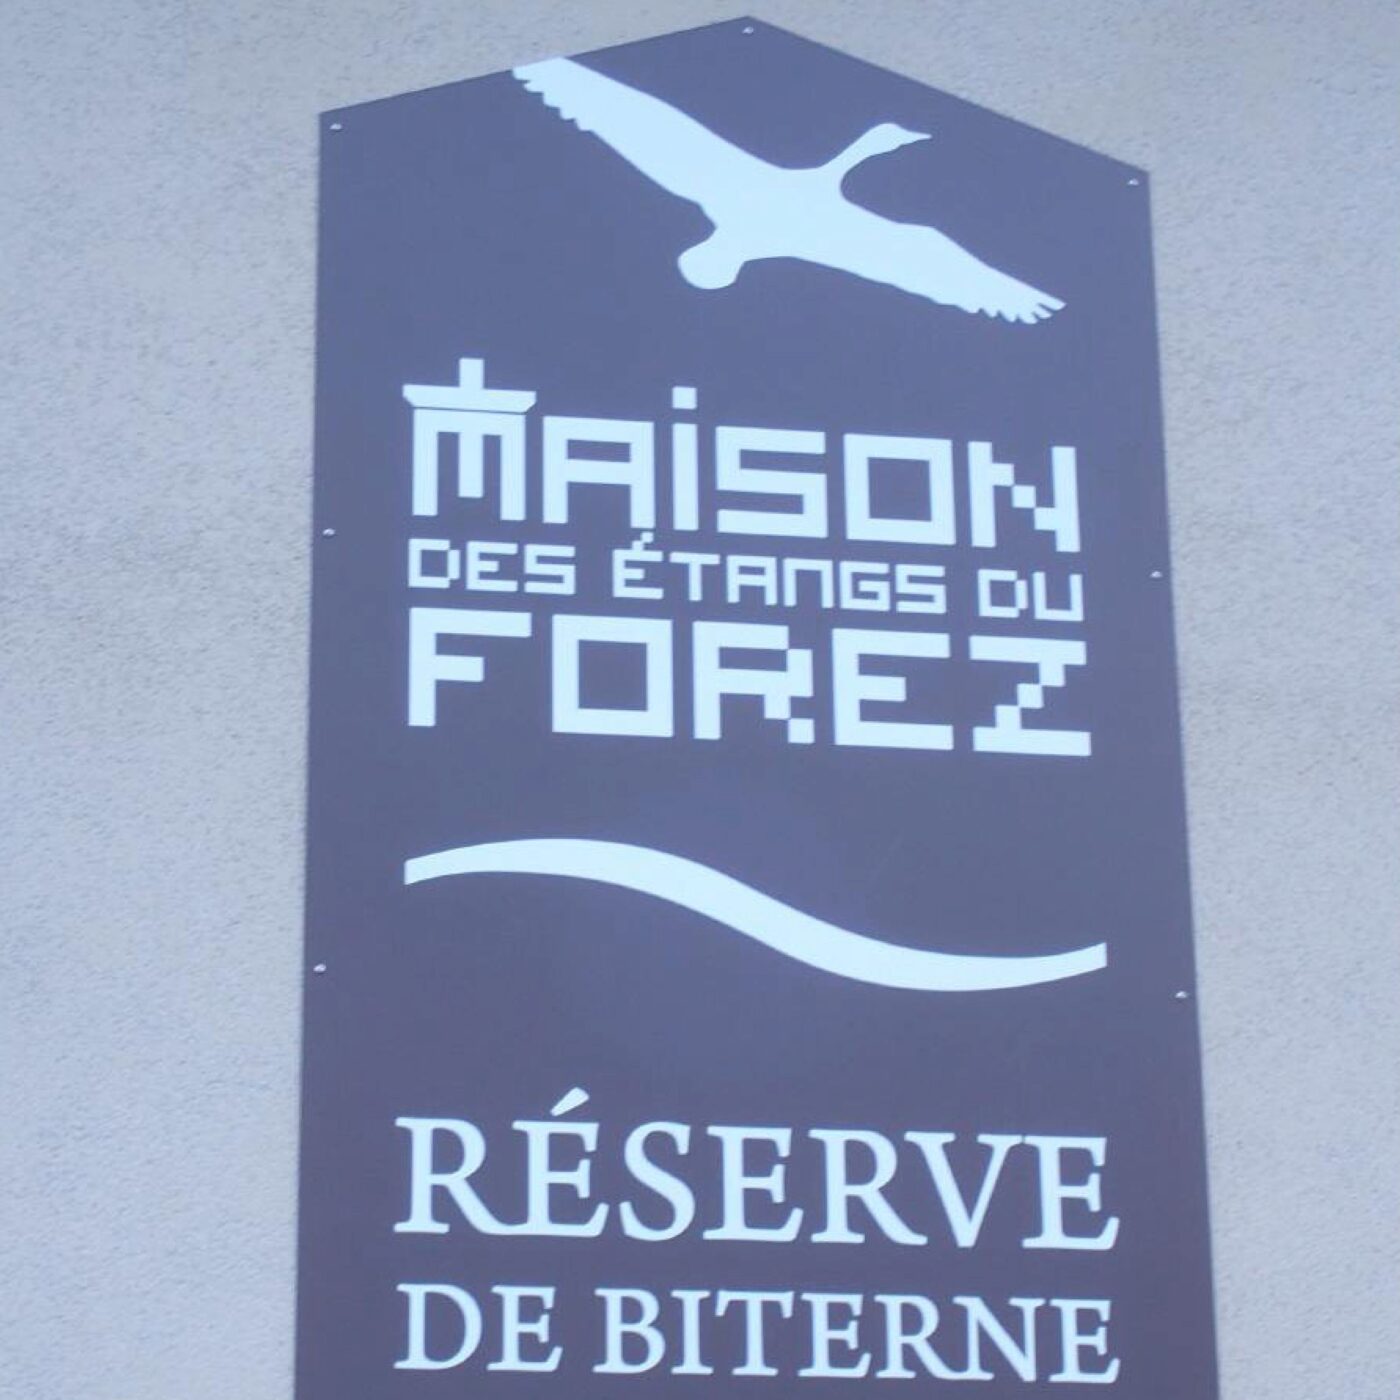 MAiSON
DES ÉTANGS DU
FOREZ
RÉSERVE
DE BITERNE